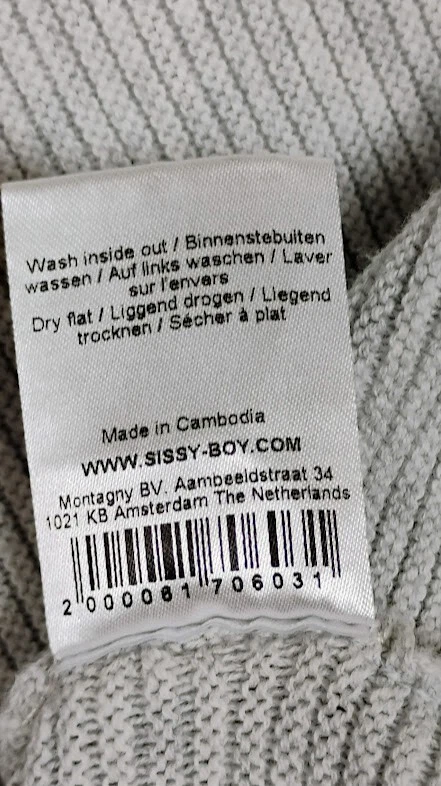 Wash inside out / Binnenstebuiten
wassen / Auf links waschen / Laver
sur l'envers
Dry flat / Liggend drogen / Liegend
trocknen / Sécher à plat
Made in Cambodia
WWW.SISSY-BOY.COM
Montagny BV. Aambeeldstraat 34
1021 KB Amsterdam The Netherlands
2 000081 706031